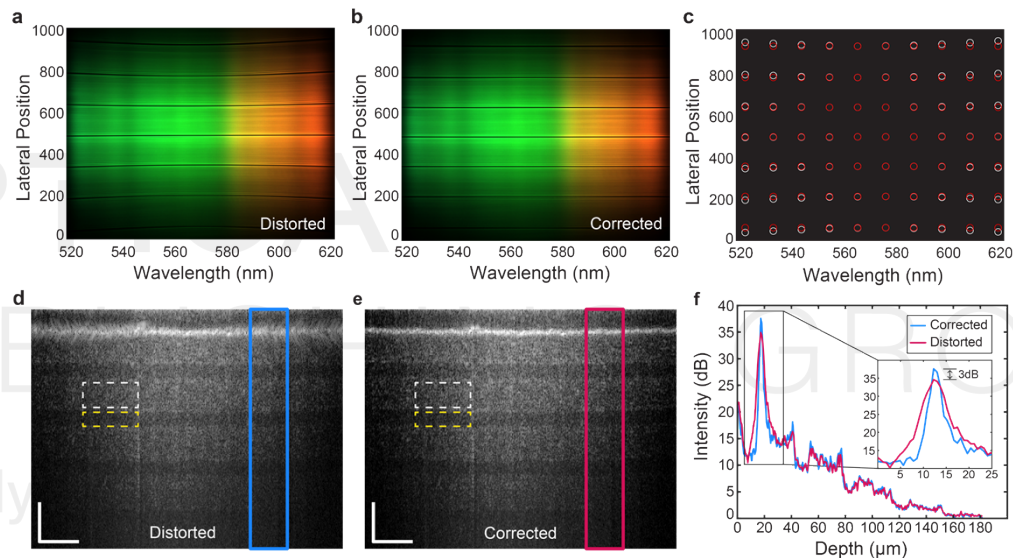 a
b
c
1000
800
600
400
200
0
Lateral Position
Distorted
520 540 560 580 600 620
Wavelength (nm)
1000
800
600
400
200
0
Lateral Position
Corrected
520 540 560 580 600 620
Wavelength (nm)
1000
800
600
400
200
0
Lateral Position
520 540 560 580 600 620
Wavelength (nm)
d
e
f
Distorted
Corrected
40
35
30
25
20
15
10
5
0
Intensity (dB)
Corrected
Distorted
3dB
35
30
25
20
15
5 10 15 20 25
0 20 40 60 80 100 120 140 160 180
Depth (µm)